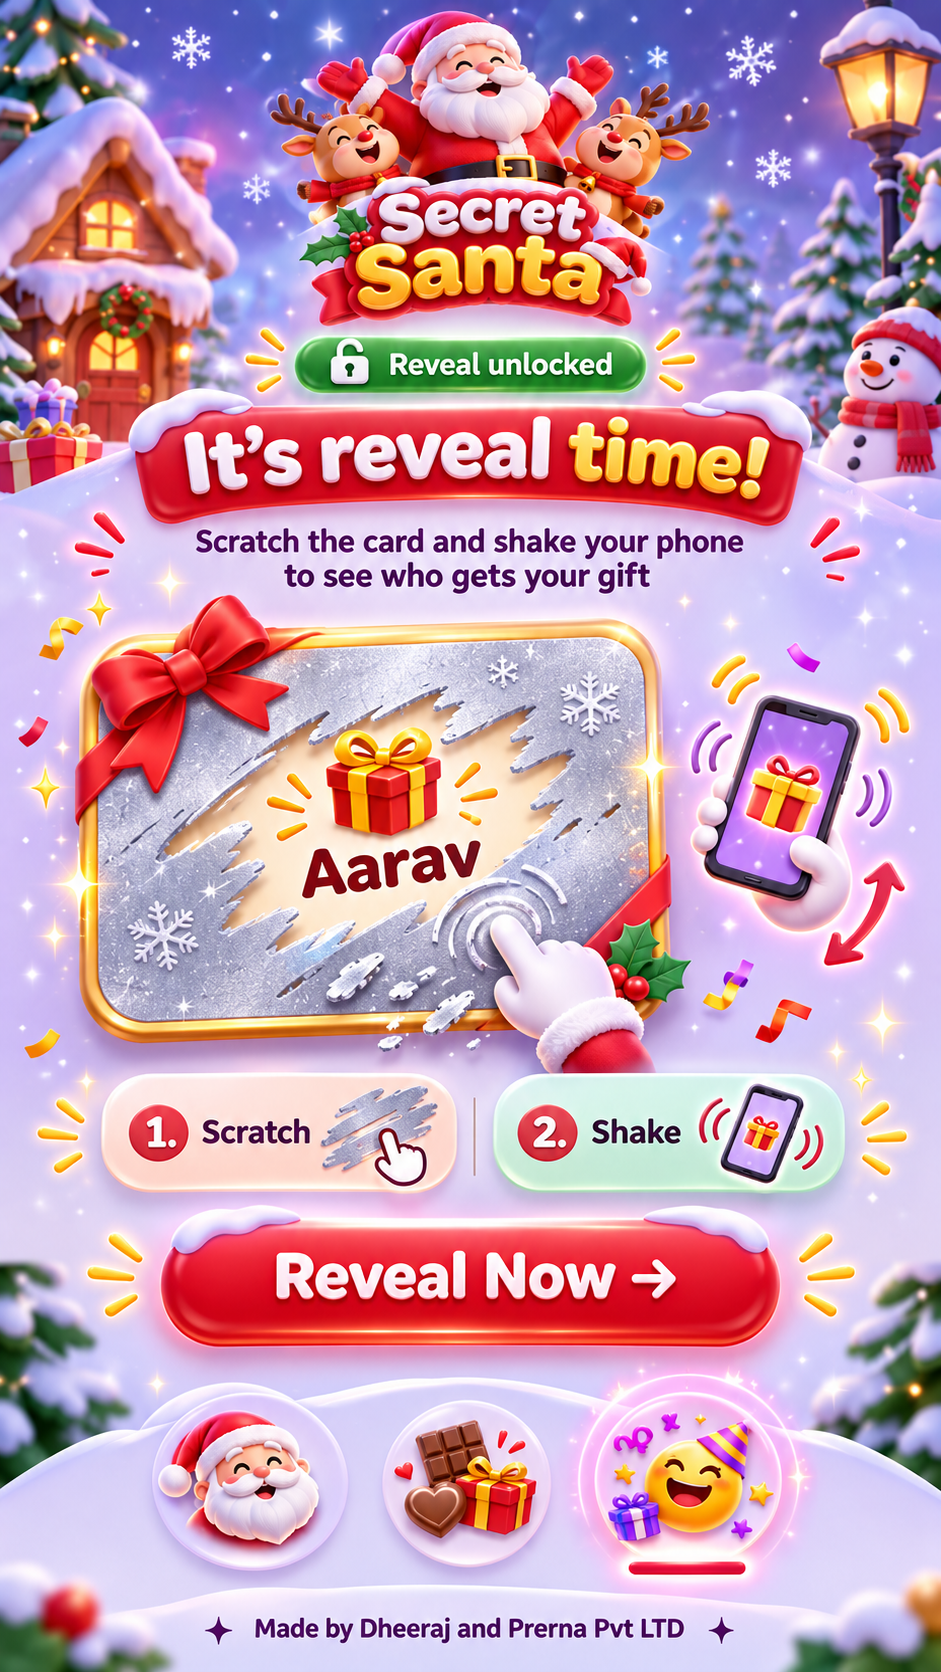 Secret
Santa
Reveal unlocked
It's reveal time!
Scratch the card and shake your phone
to see who gets your gift
Aarav
1. Scratch
2. Shake
Reveal Now →
Made by Dheeraj and Prerna Pvt LTD